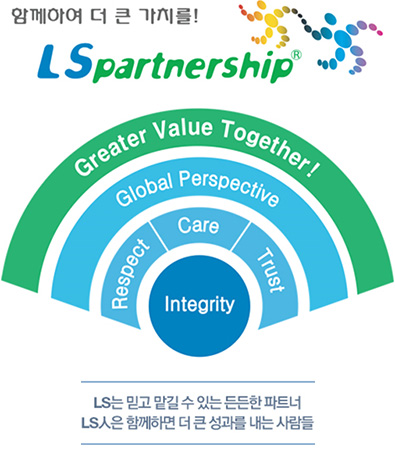 함께하여 더 큰 가치를!
LSpartnership®
Greater Value Together!
Global Perspective
Respect
Care
Trust
Integrity
LS는 믿고 맡길 수 있는 든든한 파트너
LS人은 함께하면 더 큰 성과를 내는 사람들